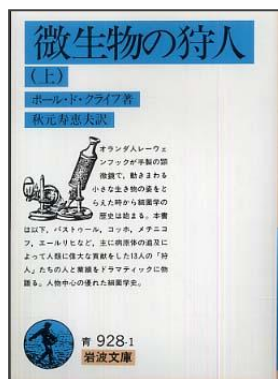 微生物の狩人
(上)
ポール・ド・クライフ著
秋元寿恵夫訳
オランダ人レーウェ
ンフックが手製の顕
微鏡で，動きまわる
小さな生き物の姿をと
らえた時から細菌学の
歴史は始まる．本書
は以下，パストゥール，コッホ，メチニコ
フ，エールリヒなど，主に病原体の追及に
よって人類に偉大な貢献をした13人の「狩
人」たちの人と業績をドラマティックに物
語る．人物中心の優れた細菌学史．
青 928-1
岩波文庫